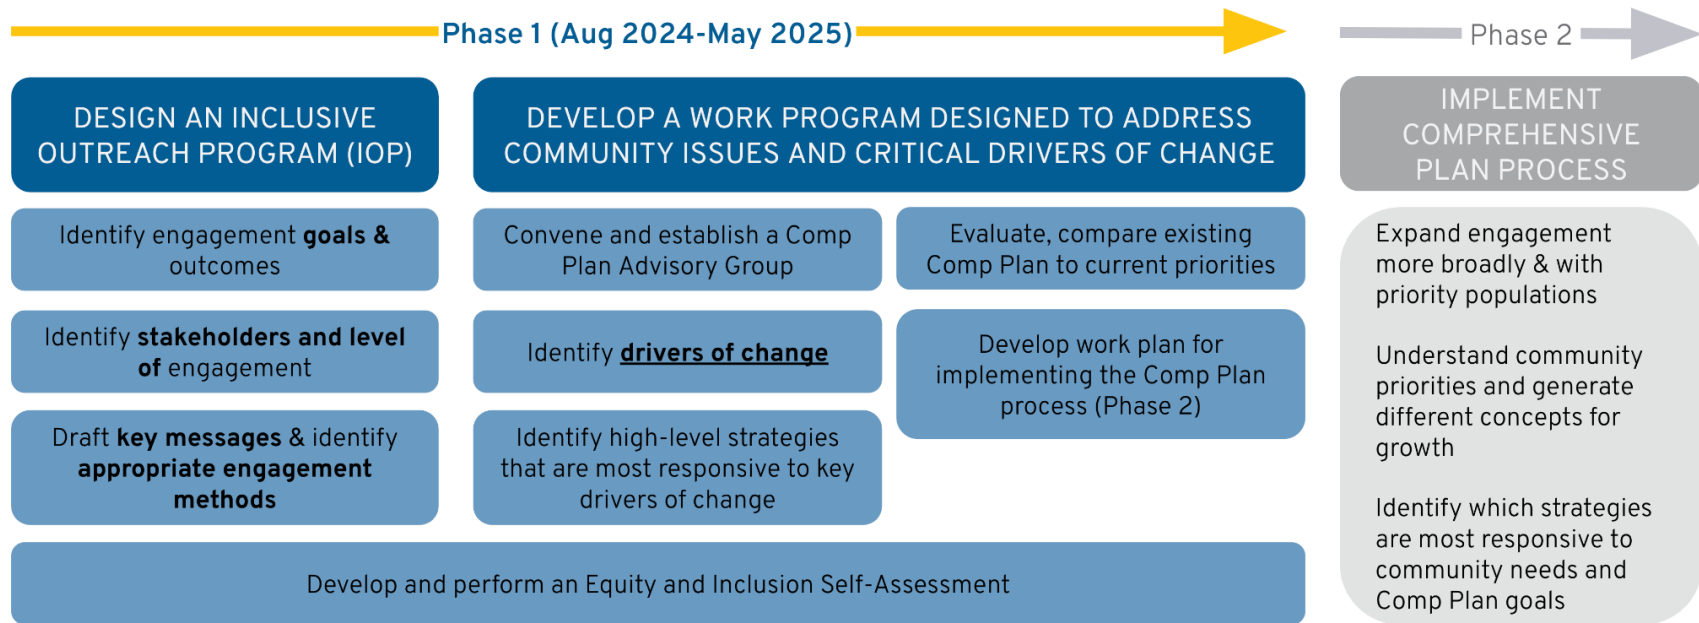 Phase 1 (Aug 2024-May 2025)
Phase 2
DESIGN AN INCLUSIVE
OUTREACH PROGRAM (IOP)
Identify engagement goals &
outcomes
Identify stakeholders and level
of engagement
Draft key messages & identify
appropriate engagement
methods
DEVELOP A WORK PROGRAM DESIGNED TO ADDRESS
COMMUNITY ISSUES AND CRITICAL DRIVERS OF CHANGE
Convene and establish a Comp
Plan Advisory Group
Identify drivers of change
Identify high-level strategies
that are most responsive to key
drivers of change
Evaluate, compare existing
Comp Plan to current priorities
Develop work plan for
implementing the Comp Plan
process (Phase 2)
Develop and perform an Equity and Inclusion Self-Assessment
IMPLEMENT
COMPREHENSIVE
PLAN PROCESS
Expand engagement
more broadly & with
priority populations
Understand community
priorities and generate
different concepts for
growth
Identify which strategies
are most responsive to
community needs and
Comp Plan goals